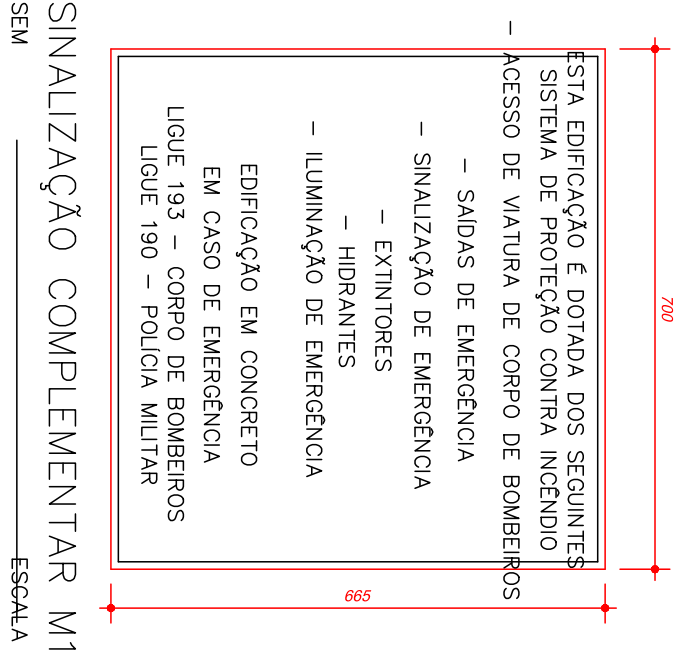 700
ESTA EDIFICAÇÃO É DOTADA DOS SEGUINTES
SISTEMA DE PROTEÇÃO CONTRA INCÊNDIO
- ACESSO DE VIATURA DE CORPO DE BOMBEIROS
- SAÍDAS DE EMERGÊNCIA
- SINALIZAÇÃO DE EMERGÊNCIA
- EXTINTORES
- HIDRANTES
- ILUMINAÇÃO DE EMERGÊNCIA
EDIFICAÇÃO EM CONCRETO
EM CASO DE EMERGÊNCIA
LIGUE 193 - CORPO DE BOMBEIROS
LIGUE 190 - POLÍCIA MILITAR
665
SINALIZAÇÃO COMPLEMENTAR M1
SEM ESCALA